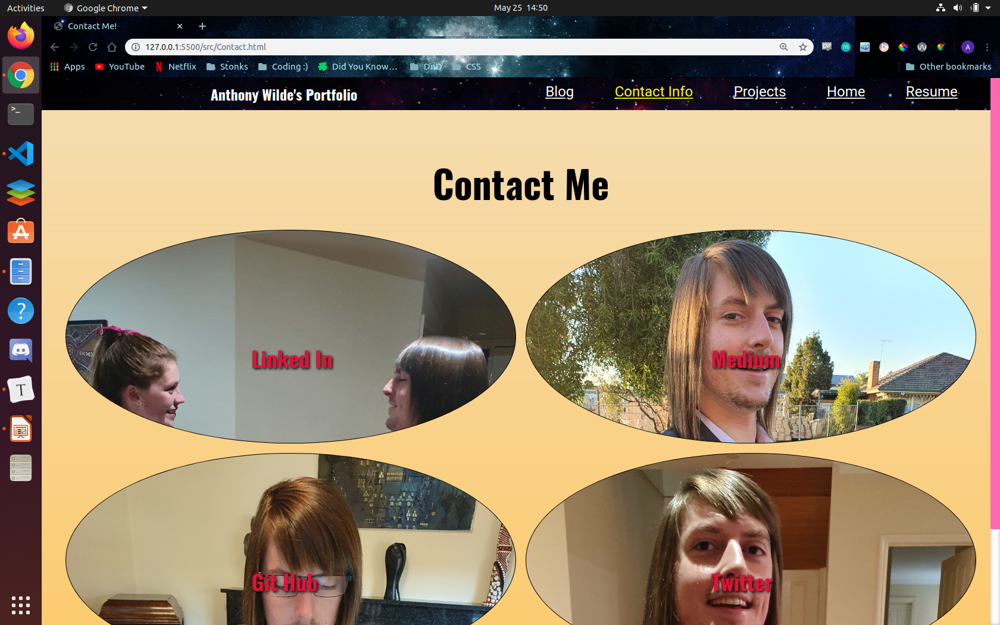 Activities Google Chrome May 25 14:50
Contact Me!
127.0.0.1:5500/src/Contact.html
Apps YouTube Netflix Stonks Coding :) Did You Know... DnD CSS Other bookmarks
Anthony Wilde's Portfolio Blog Contact Info Projects Home Resume
Contact Me
Linked In Medium
Git Hub Twitter